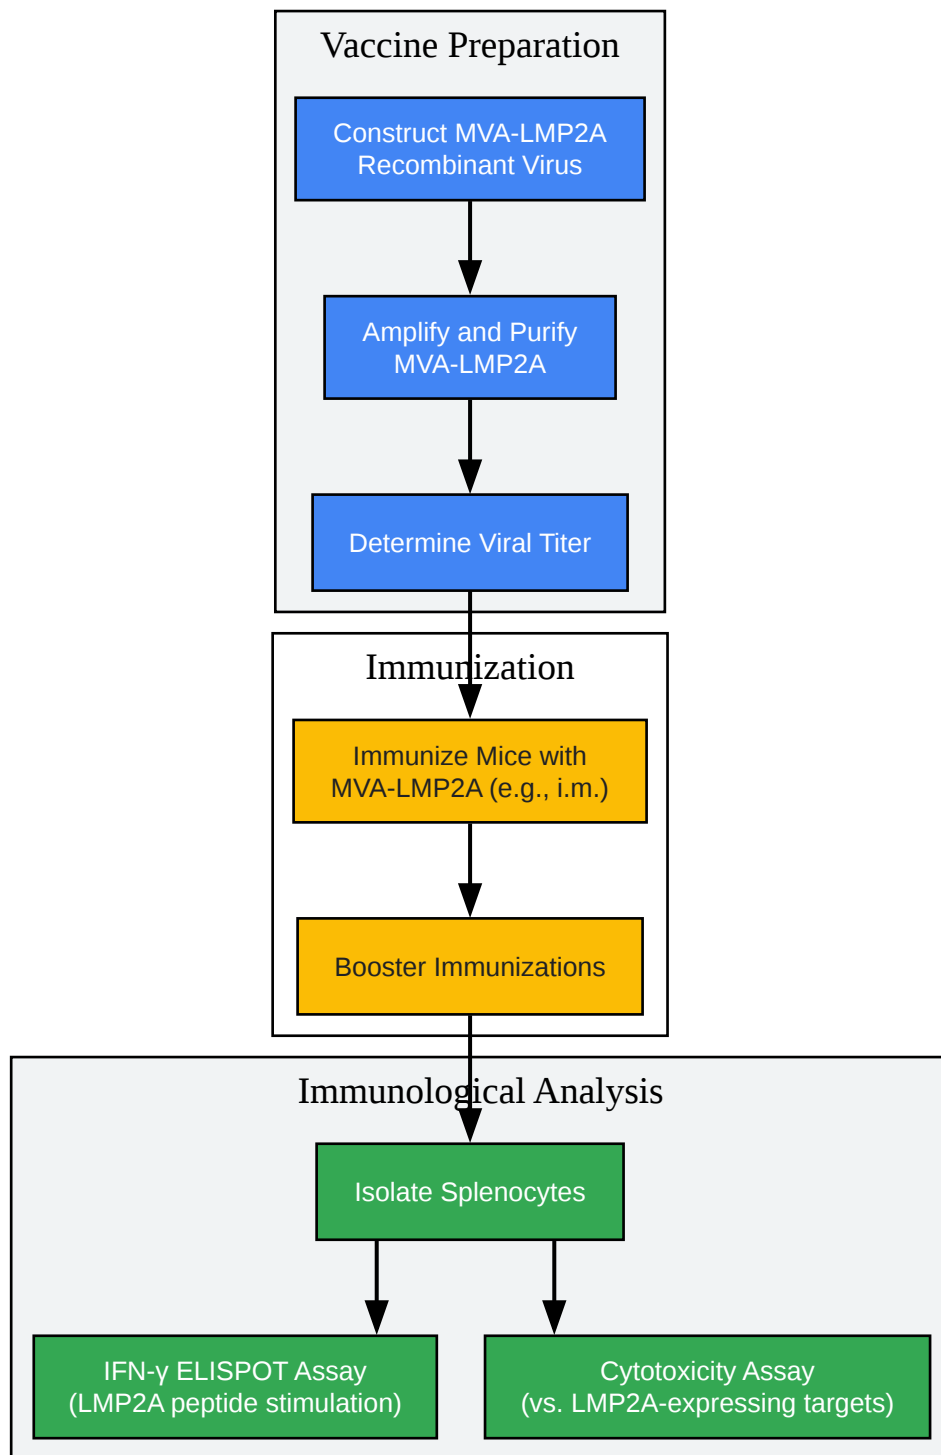 Vaccine Preparation
Construct MVA-LMP2A
Recombinant Virus
Amplify and Purify
MVA-LMP2A
Determine Viral Titer
Immunization
Immunize Mice with
MVA-LMP2A (e.g., i.m.)
Booster Immunizations
Immunological Analysis
Isolate Splenocytes
IFN-γ ELISPOT Assay
(LMP2A peptide stimulation)
Cytotoxicity Assay
(vs. LMP2A-expressing targets)